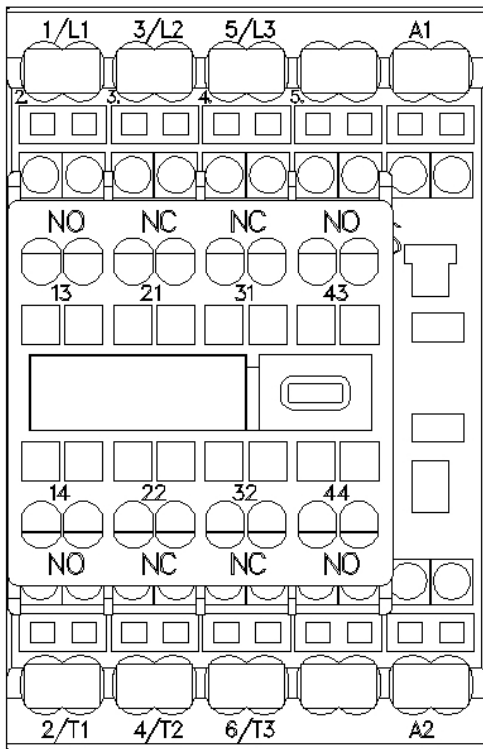 1/L1 3/L2 5/L3 A1
2. 3. 4. 5.
NO NC NC NO
13 21 31 43
14 22 32 44
NO NC NC NO
2/T1 4/T2 6/T3 A2